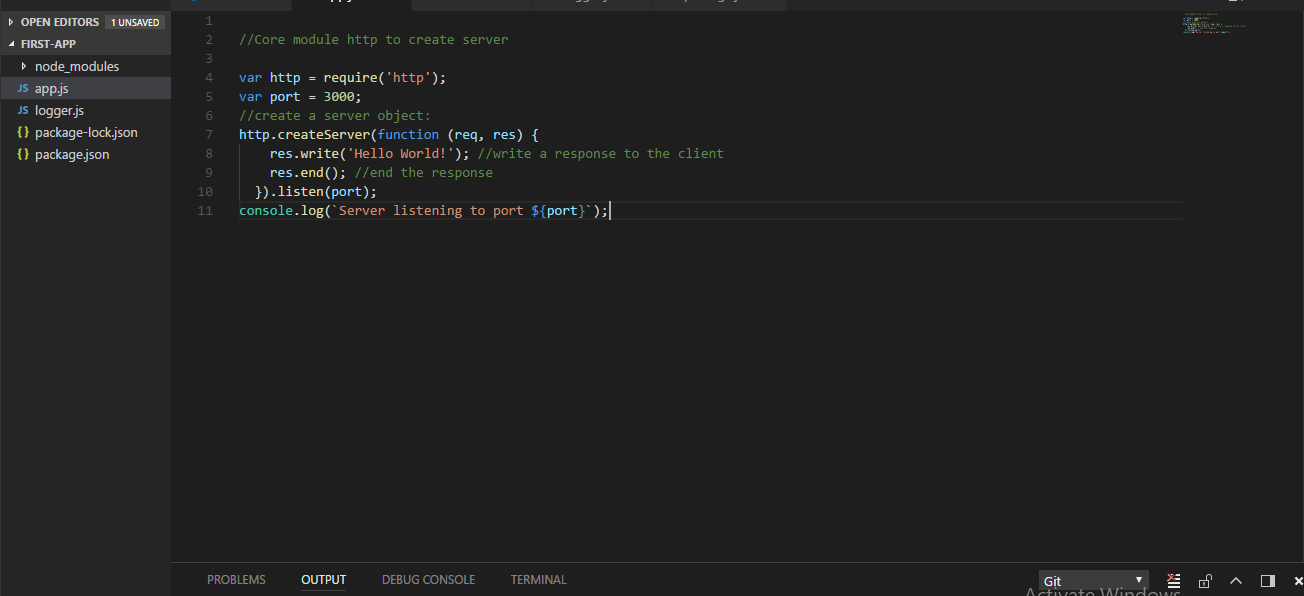 OPEN EDITORS 1 UNSAVED
FIRST-APP
node_modules
JS app.js
JS logger.js
{} package-lock.json
{} package.json
1
2 //Core module http to create server
3
4 var http = require('http');
5 var port = 3000;
6 //create a server object:
7 http.createServer(function (req, res) {
8 res.write('Hello World!'); //write a response to the client
9 res.end(); //end the response
10 }).listen(port);
11 console.log(`Server listening to port ${port}`);
PROBLEMS OUTPUT DEBUG CONSOLE TERMINAL Git
Activate Windows